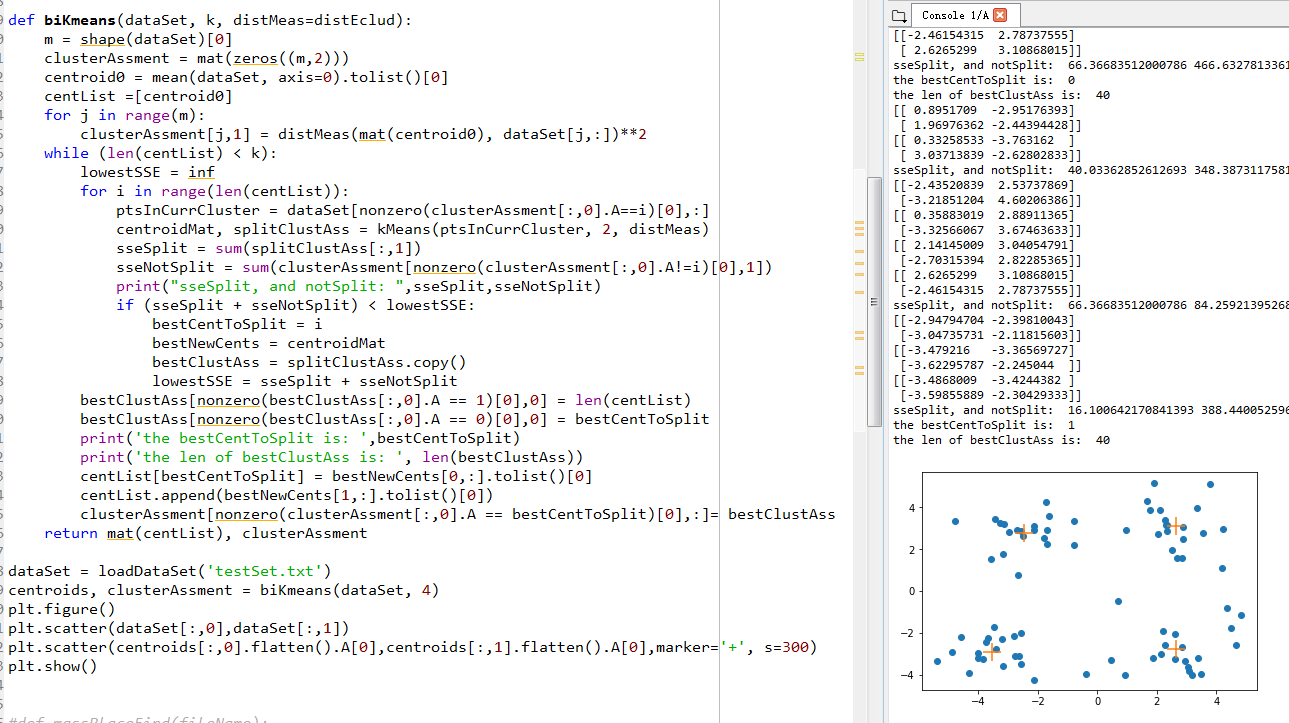 def biKmeans(dataSet, k, distMeas=distEclud):
    m = shape(dataSet)[0]
    clusterAssment = mat(zeros((m,2)))
    centroid0 = mean(dataSet, axis=0).tolist()[0]
    centList =[centroid0]
    for j in range(m):
        clusterAssment[j,1] = distMeas(mat(centroid0), dataSet[j,:])**2
    while (len(centList) < k):
        lowestSSE = inf
        for i in range(len(centList)):
            ptsInCurrCluster = dataSet[nonzero(clusterAssment[:,0].A==i)[0],:]
            centroidMat, splitClustAss = kMeans(ptsInCurrCluster, 2, distMeas)
            sseSplit = sum(splitClustAss[:,1])
            sseNotSplit = sum(clusterAssment[nonzero(clusterAssment[:,0].A!=i)[0],1])
            print("sseSplit, and notSplit: ",sseSplit,sseNotSplit)
            if (sseSplit + sseNotSplit) < lowestSSE:
                bestCentToSplit = i
                bestNewCents = centroidMat
                bestClustAss = splitClustAss.copy()
                lowestSSE = sseSplit + sseNotSplit
        bestClustAss[nonzero(bestClustAss[:,0].A == 1)[0],0] = len(centList)
        bestClustAss[nonzero(bestClustAss[:,0].A == 0)[0],0] = bestCentToSplit
        print('the bestCentToSplit is: ',bestCentToSplit)
        print('the len of bestClustAss is: ', len(bestClustAss))
        centList[bestCentToSplit] = bestNewCents[0,:].tolist()[0]
        centList.append(bestNewCents[1,:].tolist()[0])
        clusterAssment[nonzero(clusterAssment[:,0].A == bestCentToSplit)[0],:]= bestClustAss
    return mat(centList), clusterAssment
dataSet = loadDataSet('testSet.txt')
centroids, clusterAssment = biKmeans(dataSet, 4)
plt.figure()
plt.scatter(dataSet[:,0],dataSet[:,1])
plt.scatter(centroids[:,0].flatten().A[0],centroids[:,1].flatten().A[0],marker='+', s=300)
plt.show()
Console 1/A
[[-2.46154315  2.78737555]
 [ 2.6265299   3.10868015]]
sseSplit, and notSplit:  66.36683512000786 466.6327813361
the bestCentToSplit is:  0
the len of bestClustAss is:  40
[[ 0.8951709  -2.95176393]
 [ 1.96976362 -2.44394428]]
[[ 0.33258533 -3.763162  ]
 [ 3.03713839 -2.62802833]]
sseSplit, and notSplit:  40.03362852612693 348.3873117581
[[-2.43520839  2.53737869]
 [-3.21851204  4.60206386]]
[[ 0.35883019  2.88911365]
 [-3.32566067  3.67463633]]
[[ 2.14145009  3.04054791]
 [-2.70315394  2.82285365]]
[[ 2.6265299   3.10868015]
 [-2.46154315  2.78737555]]
sseSplit, and notSplit:  66.36683512000786 84.25921395268
[[-2.94794704 -2.39810043]
 [-3.04735731 -2.11815603]]
[[-3.479216   -3.36569727]
 [-3.62295787 -2.245044  ]]
[[-3.4868009  -3.4244382 ]
 [-3.59855889 -2.30429333]]
sseSplit, and notSplit:  16.100642170841393 388.440052596
the bestCentToSplit is:  1
the len of bestClustAss is:  40
4
2
0
−2
−4
−4 −2 0 2 4